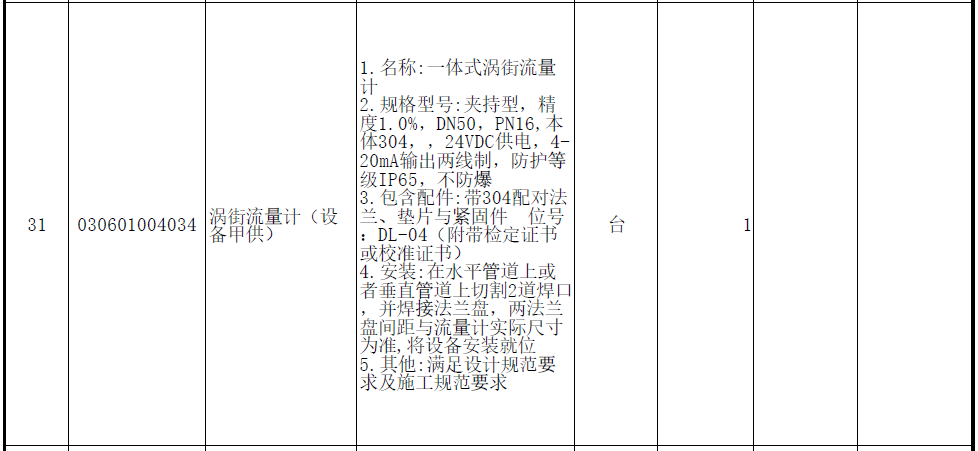 31
030601004034
涡街流量计（设
备甲供）
1.名称:一体式涡街流量
计
2.规格型号:夹持型，精
度1.0%，DN50，PN16,本
体304，，24VDC供电，4-
20mA输出两线制，防护等
级IP65，不防爆
3.包含配件:带304配对法
兰、垫片与紧固件　位号
：DL-04（附带检定证书
或校准证书）
4.安装:在水平管道上或
者垂直管道上切割2道焊口
，并焊接法兰盘，两法兰
盘间距与流量计实际尺寸
为准,将设备安装就位
5.其他:满足设计规范要
求及施工规范要求
台
1